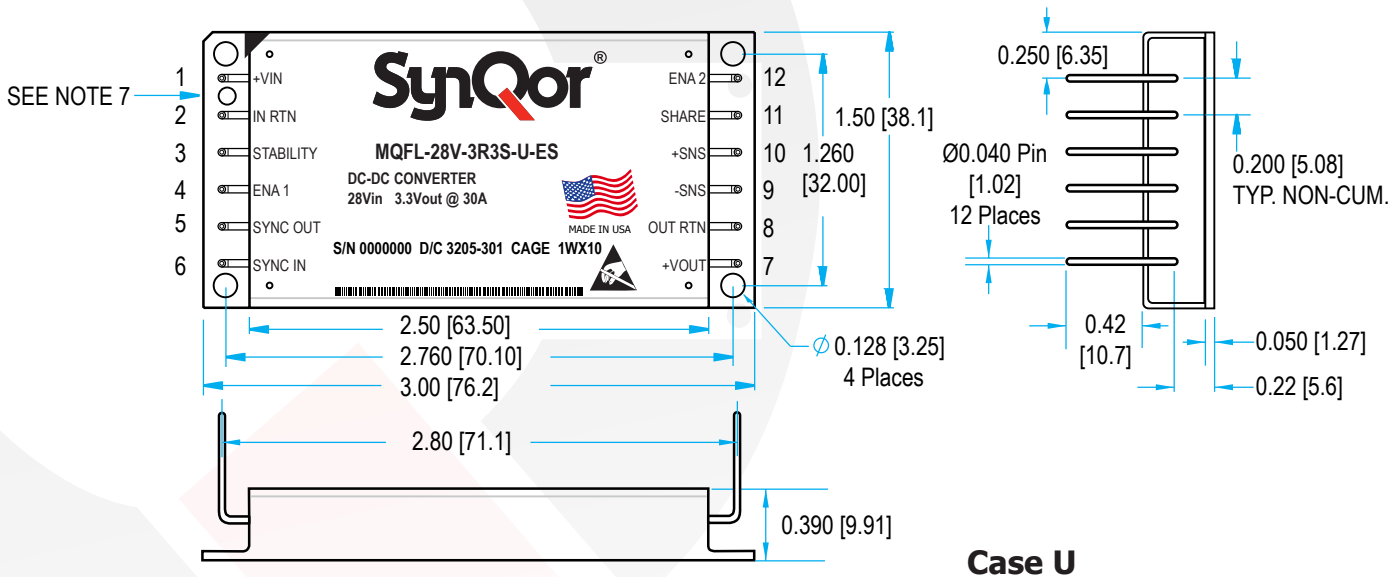 SynQor®
MQFL-28V-3R3S-U-ES
DC-DC CONVERTER
28Vin 3.3Vout @ 30A
MADE IN USA
S/N 0000000 D/C 3205-301 CAGE 1WX10
SEE NOTE 7
1 +VIN
2 IN RTN
3 STABILITY
4 ENA 1
5 SYNC OUT
6 SYNC IN
ENA 2 12
SHARE 11
+SNS 10
-SNS 9
OUT RTN 8
+VOUT 7
1.50 [38.1]
1.260
[32.00]
2.50 [63.50]
2.760 [70.10]
3.00 [76.2]
Ø 0.128 [3.25]
4 Places
0.250 [6.35]
Ø0.040 Pin
[1.02]
12 Places
0.200 [5.08]
TYP. NON-CUM.
0.42
[10.7]
0.050 [1.27]
0.22 [5.6]
2.80 [71.1]
0.390 [9.91]
Case U